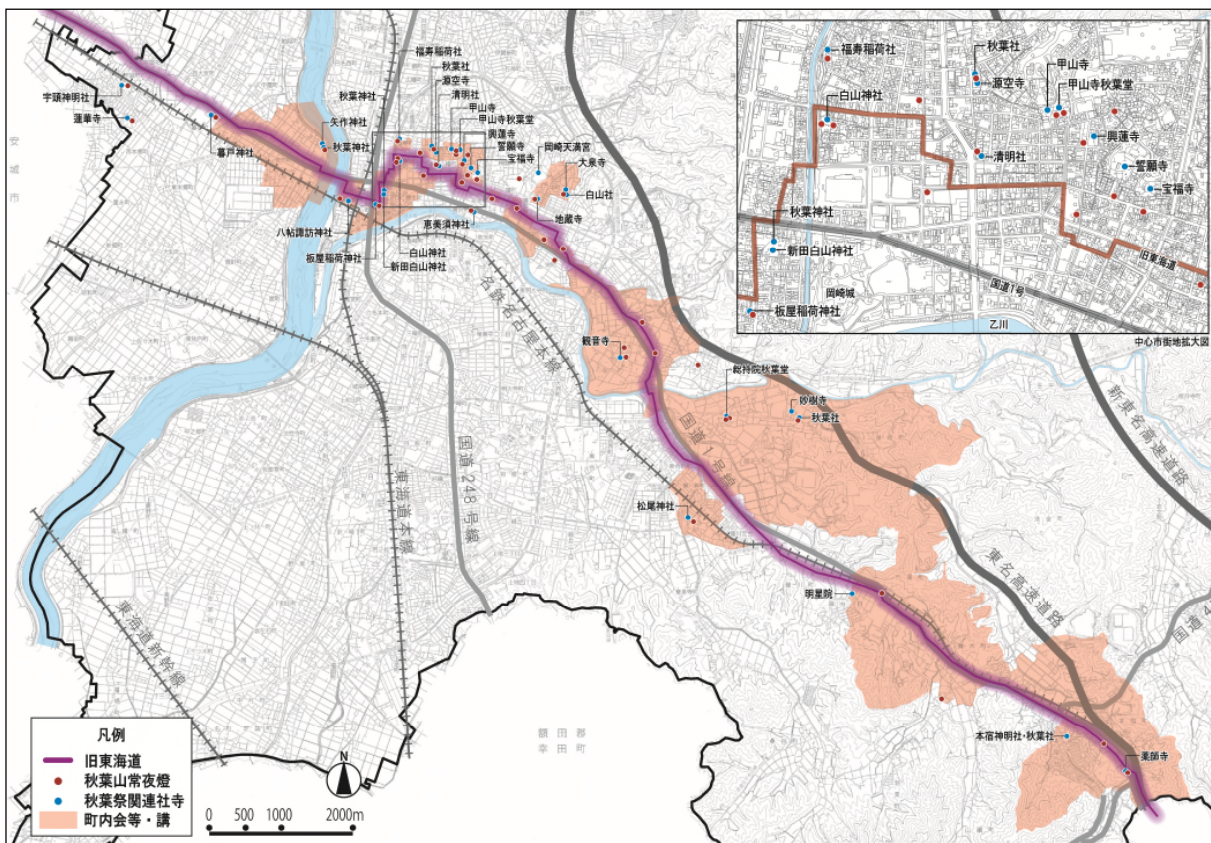 宇頭神明社
蓮華寺
暮戸神社
矢作神社
秋葉神社
八帖諏訪神社
板屋稲荷神社
白山神社
新田白山神社
秋葉神社
福寿稲荷社
秋葉社
源空寺
清明社
甲山寺
甲山寺秋葉堂
興蓮寺
誓願寺
宝福寺
岡崎天満宮
大泉寺
白山社
地蔵寺
恵美須神社
観音寺
総持院秋葉堂
妙樹寺
秋葉社
松尾神社
明星院
本宿神明社・秋葉社
薬師寺
安城市
額田郡
幸田町
名鉄名古屋本線
国道1号線
国道248号線
東海道本線
東海道新幹線
新東名高速道路
東名高速道路
国道4
福寿稲荷社
秋葉社
源空寺
甲山寺
甲山寺秋葉堂
白山神社
興蓮寺
清明社
誓願寺
宝福寺
秋葉神社
新田白山神社
旧東海道
国道1号
岡崎城
板屋稲荷神社
乙川
中心市街地拡大図
凡例
旧東海道
秋葉山常夜燈
秋葉祭関連社寺
町内会等・講
N
0 500 1000 2000m